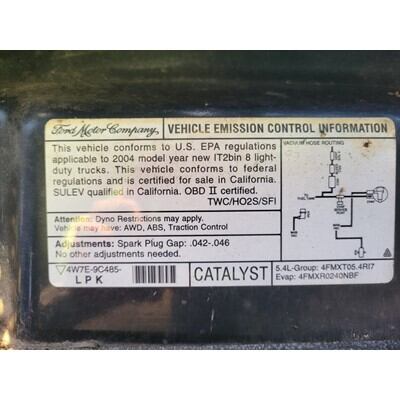 Ford Motor Company
VEHICLE EMISSION CONTROL INFORMATION
This vehicle conforms to U.S. EPA regulations
applicable to 2004 model year new IT2bin 8 light-
duty trucks. This vehicle conforms to federal
regulations and is certified for sale in California.
SULEV qualified in California. OBD II certified.
TWC/HO2S/SFI
Attention: Dyno Restrictions may apply.
Vehicle may have: AWD, ABS, Traction Control
Adjustments: Spark Plug Gap: .042-.046
No other adjustments needed.
VACUUM HOSE ROUTING
4W7E-9C485-
LPK
CATALYST
5.4L-Group: 4FMXT05.4RI7
Evap: 4FMXR0240NBF